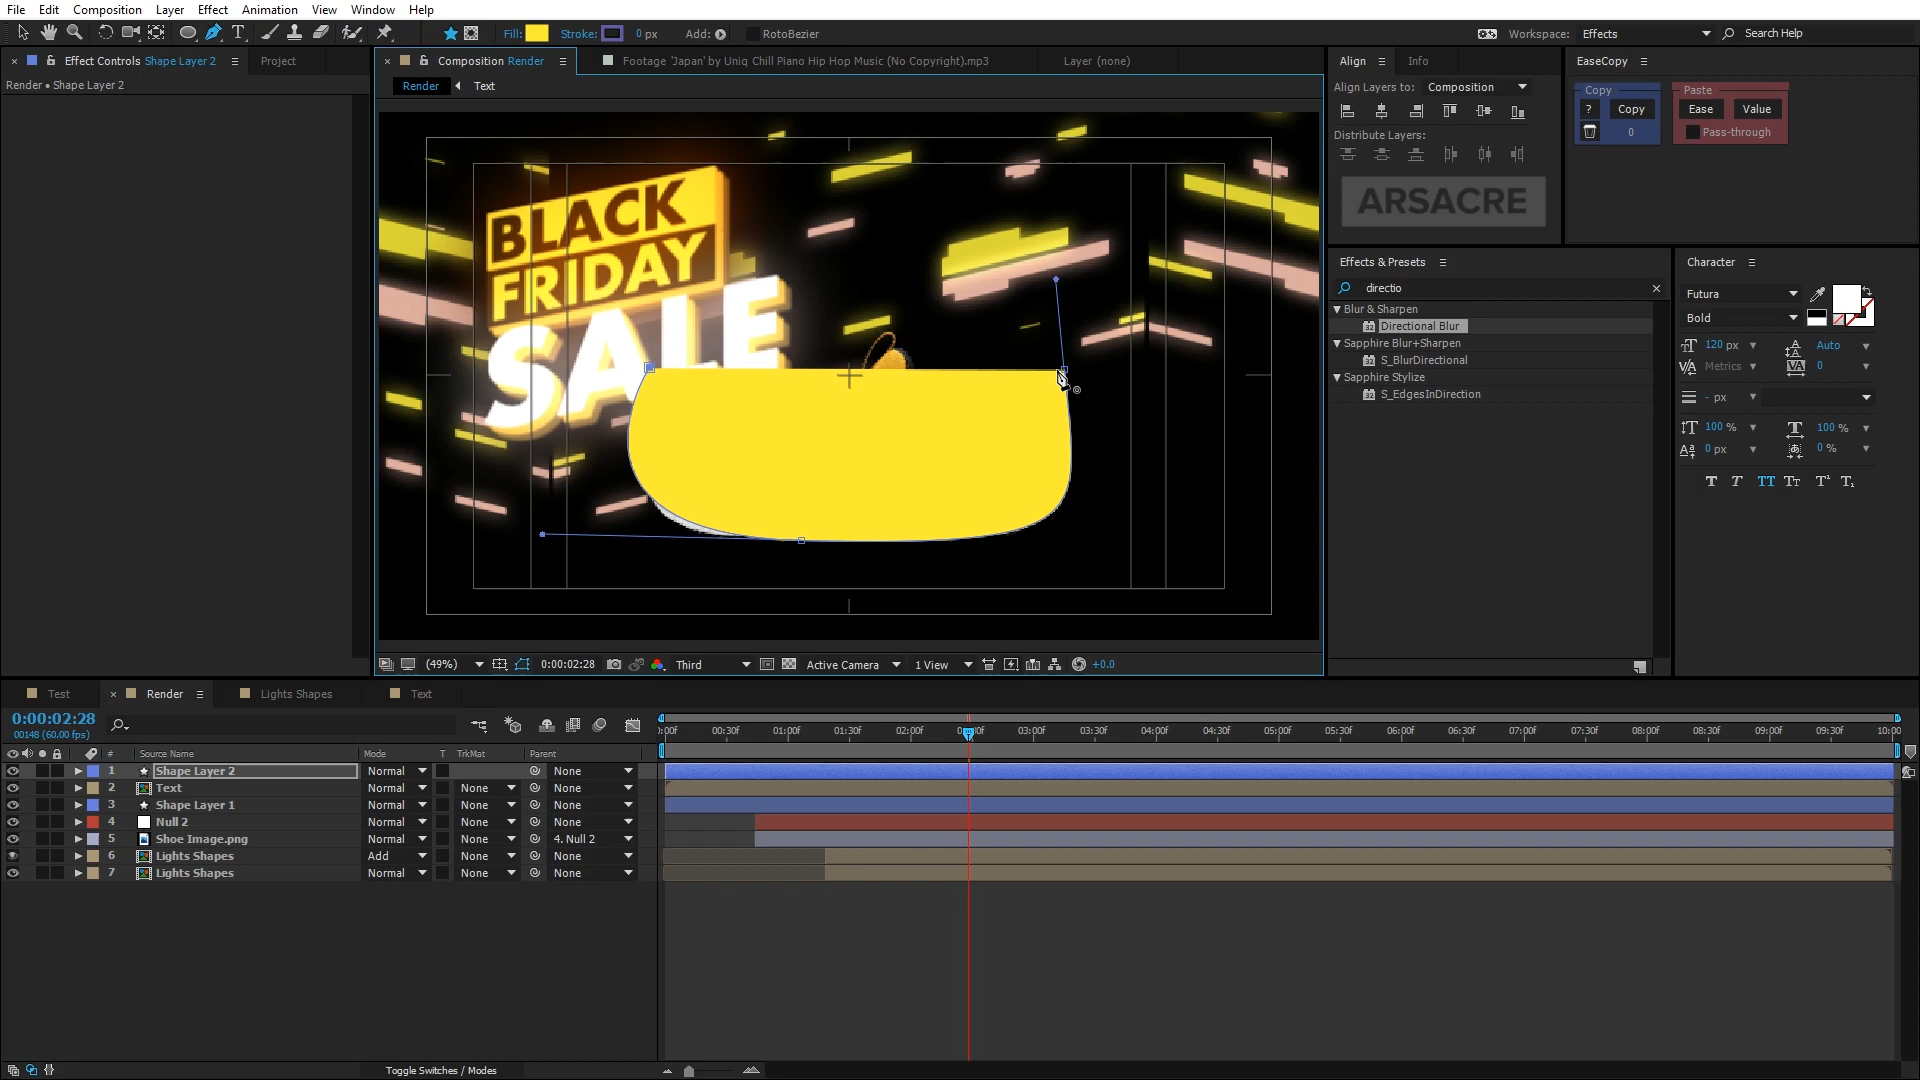 File Edit Composition Layer Effect Animation View Window Help
Fill: Stroke: 0 px Add: RotoBezier Workspace: Effects Search Help
Effect Controls Shape Layer 2 Project
Render • Shape Layer 2
Composition Render Footage 'Japan' by Uniq Chill Piano Hip Hop Music (No Copyright).mp3 Layer (none)
Render Text
BLACK
FRIDAY
SALE
(49%) 0:00:02:28 Third Active Camera 1 View +0.0
Align Info
Align Layers to: Composition
Distribute Layers:
ARSACRE
EaseCopy
Copy Paste
? Copy Ease Value
0 Pass-through
Effects & Presets
directio
Blur & Sharpen
32 Directional Blur
Sapphire Blur+Sharpen
32 S_BlurDirectional
Sapphire Stylize
32 S_EdgesInDirection
Character
Futura
Bold
120 px Auto
Metrics 0
- px
100 % 100 %
0 px 0 %
T T TT Tт T¹ T₁
Test Render Lights Shapes Text
0:00:02:28
00148 (60.00 fps)
:00f 00:30f 01:00f 01:30f 02:00f 03:00f 03:30f 04:00f 04:30f 05:00f 05:30f 06:00f 06:30f 07:00f 07:30f 08:00f 08:30f 09:00f 09:30f 10:00
# Source Name Mode T TrkMat Parent
1 Shape Layer 2 Normal None
2 Text Normal None None
3 Shape Layer 1 Normal None None
4 Null 2 Normal None None
5 Shoe Image.png Normal None 4. Null 2
6 Lights Shapes Add None None
7 Lights Shapes Normal None None
Toggle Switches / Modes